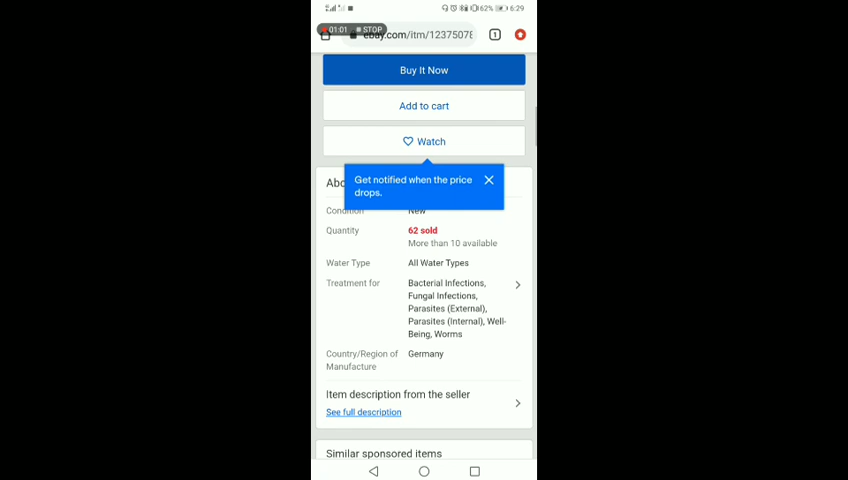 62% 6:29
01:01 STOP
ebay.com/itm/12375078
1
Buy It Now
Add to cart
Watch
Get notified when the price
drops.
Condition New
Quantity 62 sold
More than 10 available
Water Type All Water Types
Treatment for Bacterial Infections,
Fungal Infections,
Parasites (External),
Parasites (Internal), Well-
Being, Worms
Country/Region of Germany
Manufacture
Item description from the seller
See full description
Similar sponsored items